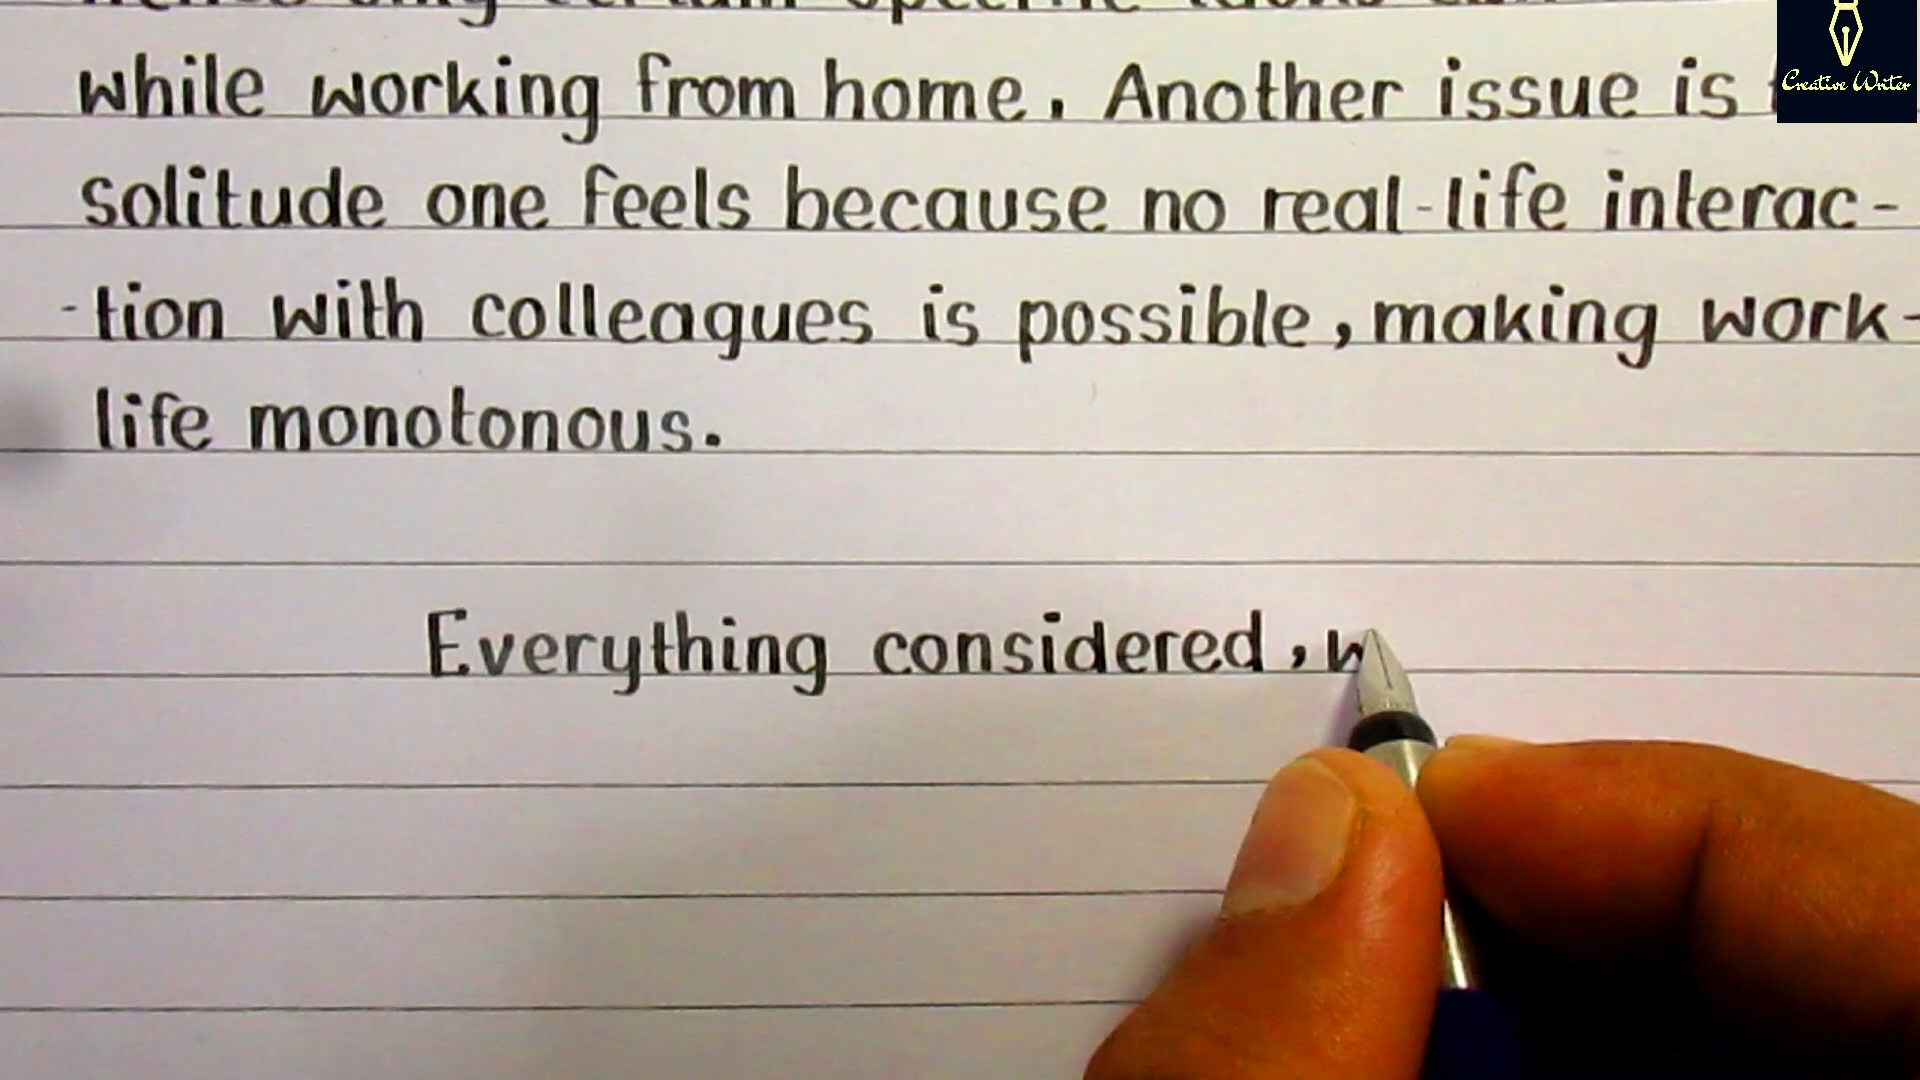 while working from home. Another issue is
solitude one feels because no real-life interac-
-tion with colleagues is possible, making work-
life monotonous.
Everything considered,
Creative Writer